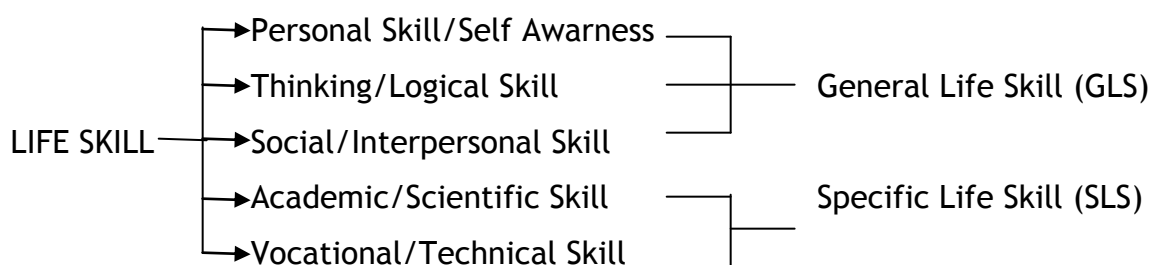 Personal Skill/Self Awarness
Thinking/Logical Skill General Life Skill (GLS)
LIFE SKILL Social/Interpersonal Skill
Academic/Scientific Skill Specific Life Skill (SLS)
Vocational/Technical Skill